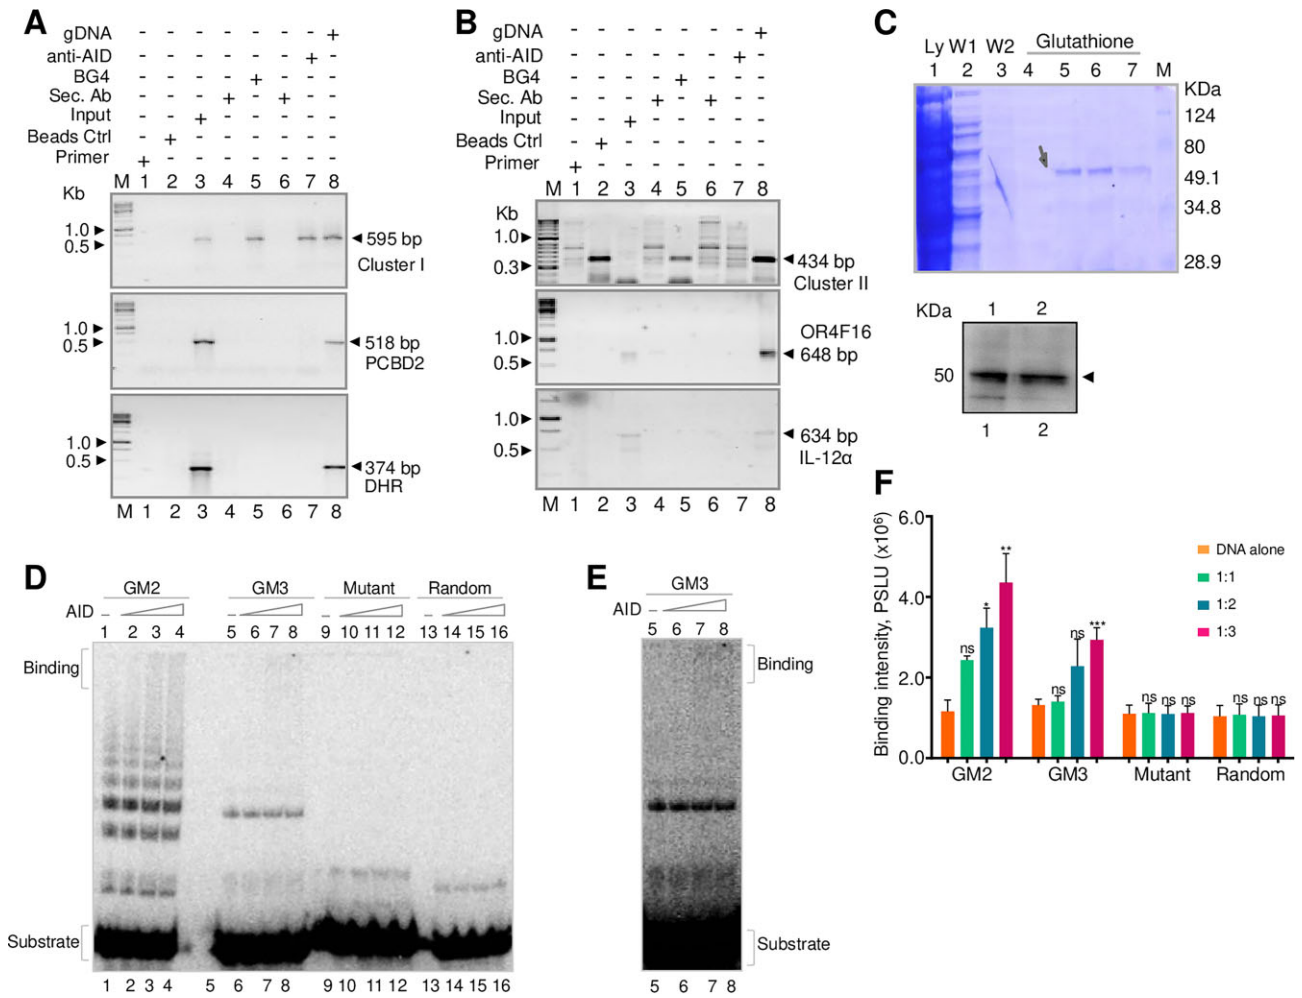 A
gDNA - - - - - - - +
anti-AID - - - - - - + -
BG4 - - - - + - - -
Sec. Ab - - - + - + - -
Input - - + - - - - -
Beads Ctrl - + - - - - - -
Primer + - - - - - - -
Kb M 1 2 3 4 5 6 7 8
1.0
0.5
595 bp
Cluster I
1.0
0.5
518 bp
PCBD2
1.0
0.5
374 bp
DHR
M 1 2 3 4 5 6 7 8
B
gDNA - - - - - - - +
anti-AID - - - - - - + -
BG4 - - - - + - - -
Sec. Ab - - - + - + - -
Input - - + - - - - -
Beads Ctrl - + - - - - - -
Primer + - - - - - - -
M 1 2 3 4 5 6 7 8
Kb
1.0
0.3
434 bp
Cluster II
1.0
0.5
OR4F16
648 bp
1.0
0.5
634 bp
IL-12α
M 1 2 3 4 5 6 7 8
C
Ly W1 W2 Glutathione
1 2 3 4 5 6 7 M
KDa
124
80
49.1
34.8
28.9
KDa 1 2
50
1 2
D
GM2 GM3 Mutant Random
AID - - - -
1 2 3 4 5 6 7 8 9 10 11 12 13 14 15 16
Binding
Substrate
1 2 3 4 5 6 7 8 9 10 11 12 13 14 15 16
E
GM3
AID -
5 6 7 8
Binding
Substrate
5 6 7 8
F
Binding intensity, PSLU (x10⁶)
6.0
4.0
2.0
0.0
DNA alone
1:1
1:2
1:3
ns * **
ns ns ***
ns ns ns
ns ns ns
GM2 GM3 Mutant Random